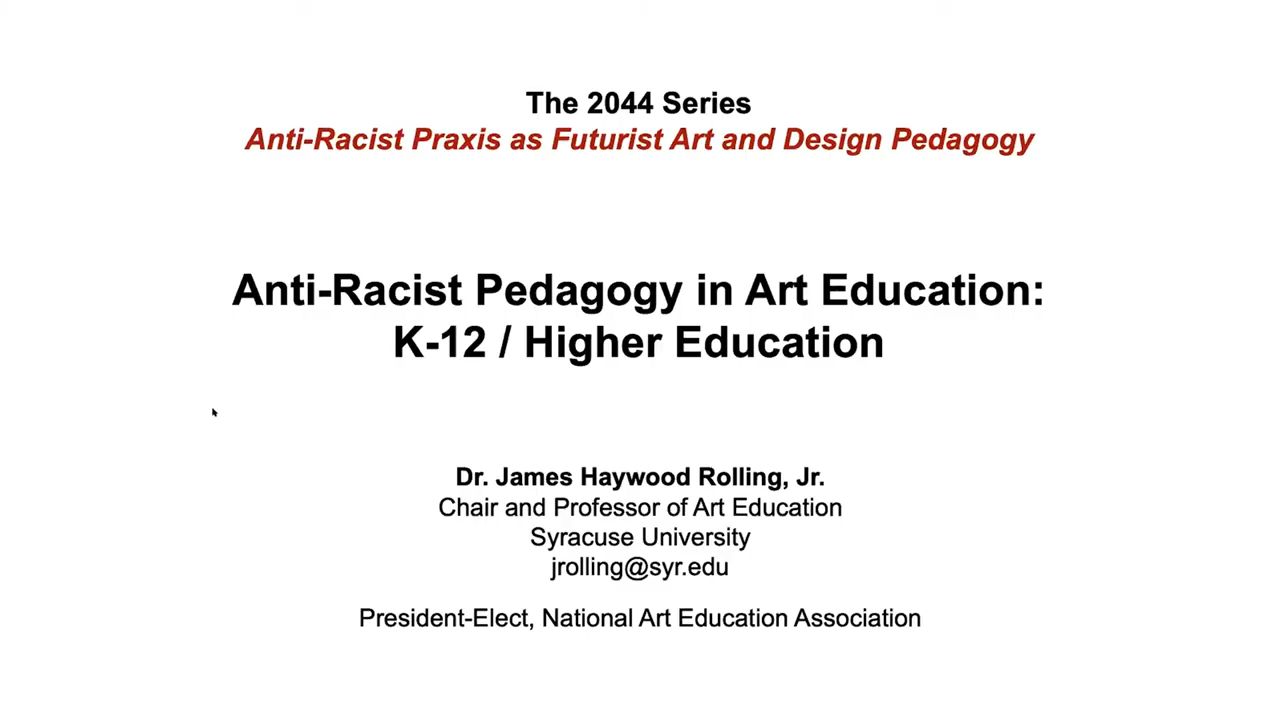 The 2044 Series
Anti-Racist Praxis as Futurist Art and Design Pedagogy
Anti-Racist Pedagogy in Art Education:
K-12 / Higher Education
Dr. James Haywood Rolling, Jr.
Chair and Professor of Art Education
Syracuse University
jrolling@syr.edu
President-Elect, National Art Education Association